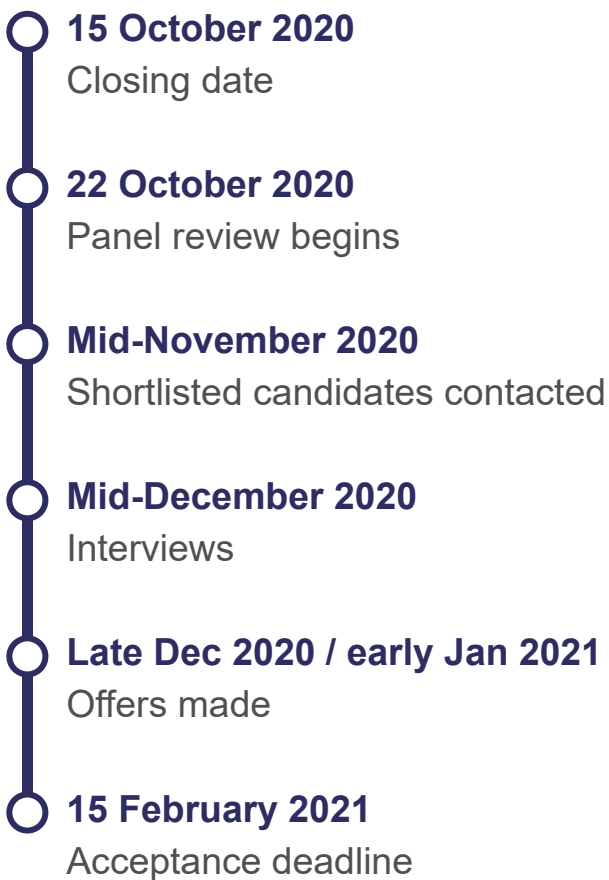 15 October 2020
Closing date
22 October 2020
Panel review begins
Mid-November 2020
Shortlisted candidates contacted
Mid-December 2020
Interviews
Late Dec 2020 / early Jan 2021
Offers made
15 February 2021
Acceptance deadline